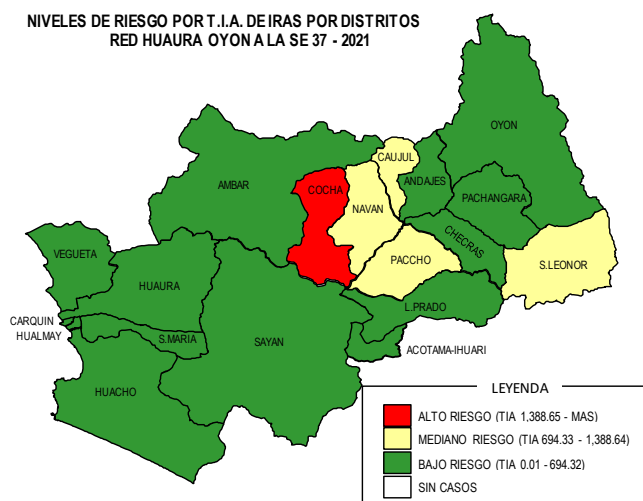 NIVELES DE RIESGO POR T.I.A. DE IRAS POR DISTRITOS
RED HUAURA OYON A LA SE 37 - 2021
OYON
CAUJUL
ANDAJES
AMBAR
COCHA
PACHANGARA
NAVAN
CHECRAS
VEGUETA
PACCHO
S.LEONOR
HUAURA
L.PRADO
CARQUIN
HUALMAY
S.MARIA
SAYAN
ACOTAMA-IHUARI
HUACHO
LEYENDA
ALTO RIESGO (TIA 1,388.65 - MAS)
MEDIANO RIESGO (TIA 694.33 - 1,388.64)
BAJO RIESGO (TIA 0.01 - 694.32)
SIN CASOS